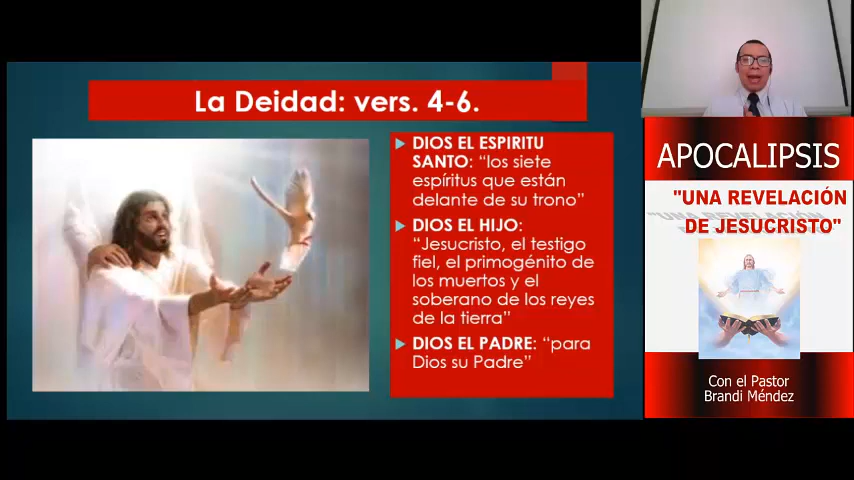 La Deidad: vers. 4-6.
DIOS EL ESPIRITU
SANTO: “los siete
espíritus que están
delante de su trono”
DIOS EL HIJO:
“Jesucristo, el testigo
fiel, el primogénito de
los muertos y el
soberano de los reyes
de la tierra”
DIOS EL PADRE: “para
Dios su Padre”
APOCALIPSIS
"UNA REVELACIÓN
DE JESUCRISTO"
Con el Pastor
Brandi Méndez